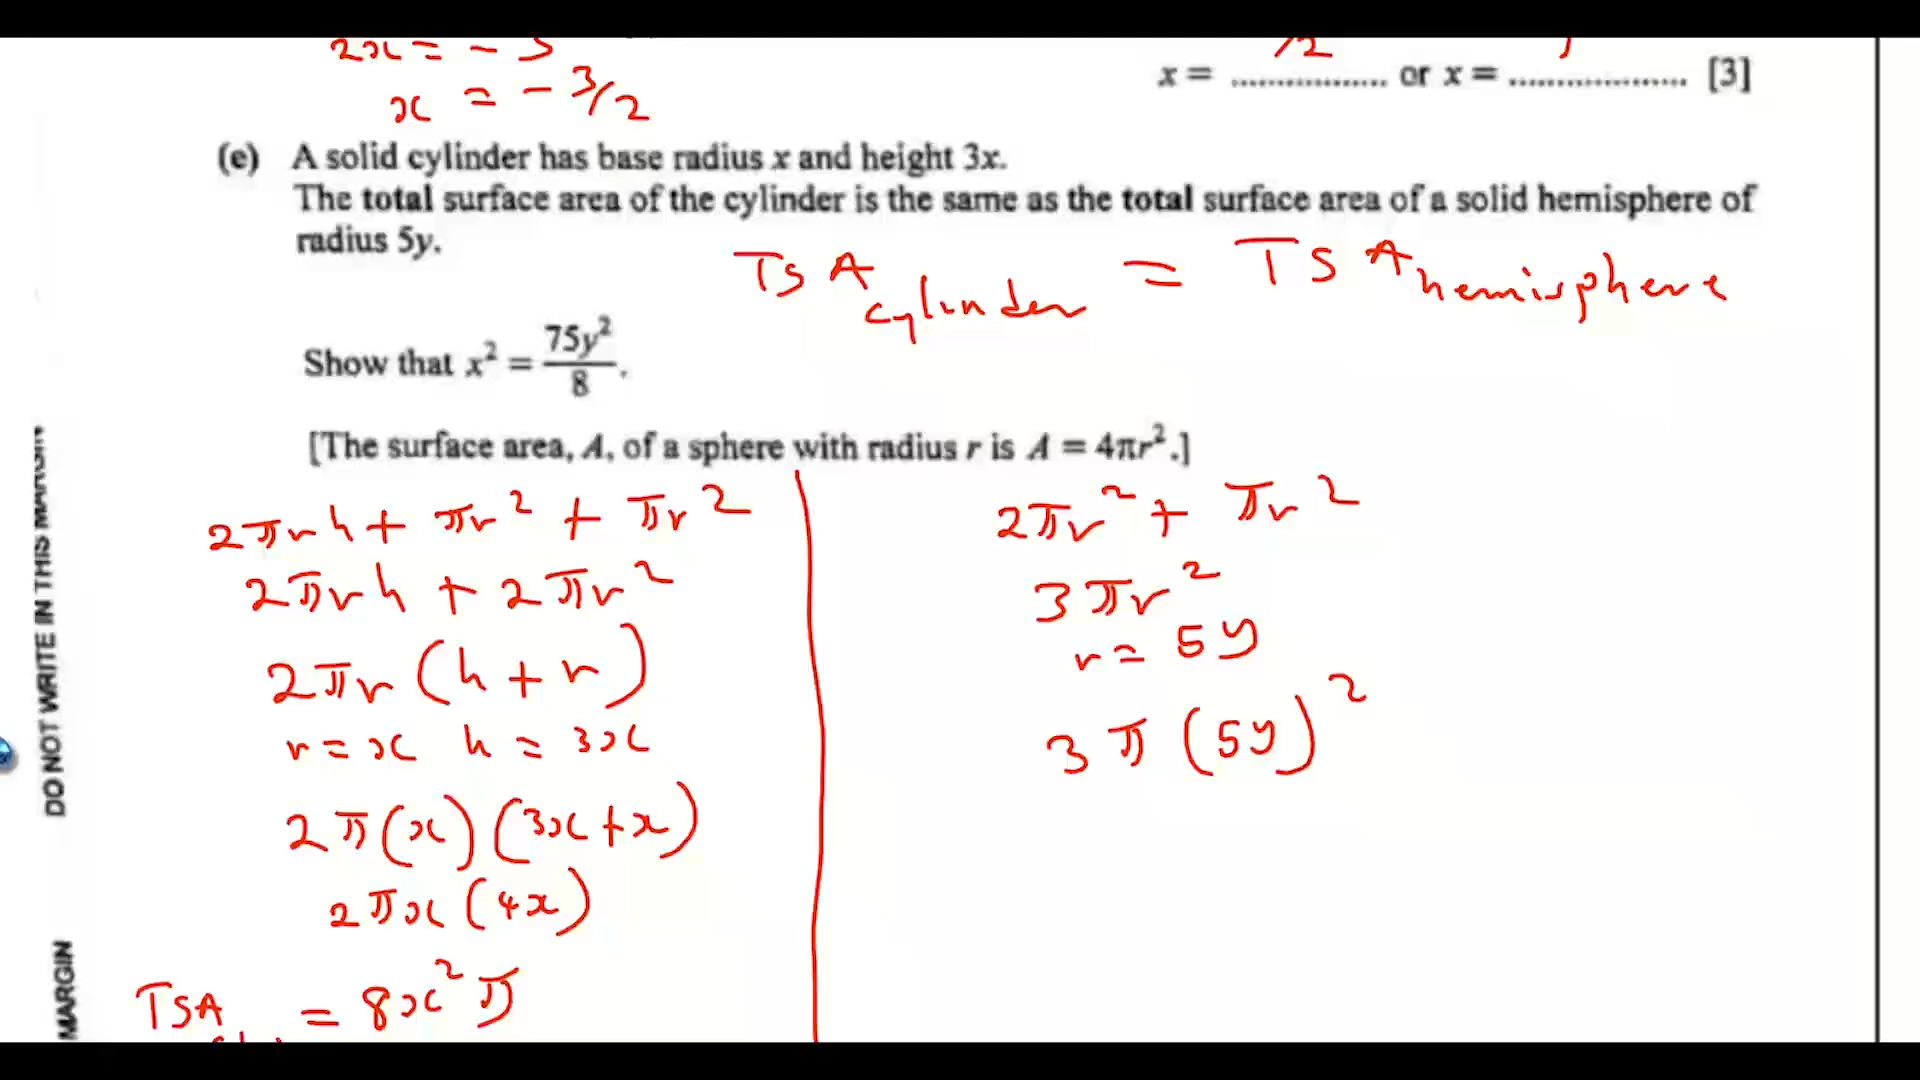 2x = - 3
x = - 3/2
x = .................. or x = .................... [3]
(e) A solid cylinder has base radius x and height 3x.
The total surface area of the cylinder is the same as the total surface area of a solid hemisphere of
radius 5y.
TSA cylinder = TSA hemisphere
Show that x² = 75y²/8.
[The surface area, A, of a sphere with radius r is A = 4πr².]
2πrh + πr² + πr²
2πrh + 2πr²
2πr (h + r)
r = x h = 3x
2π(x) (3x + x)
2πx (4x)
TSA = 8x²π
2πr² + πr²
3πr²
r = 5y
3π (5y)²
DO NOT WRITE IN THIS MARGIN
MARGIN